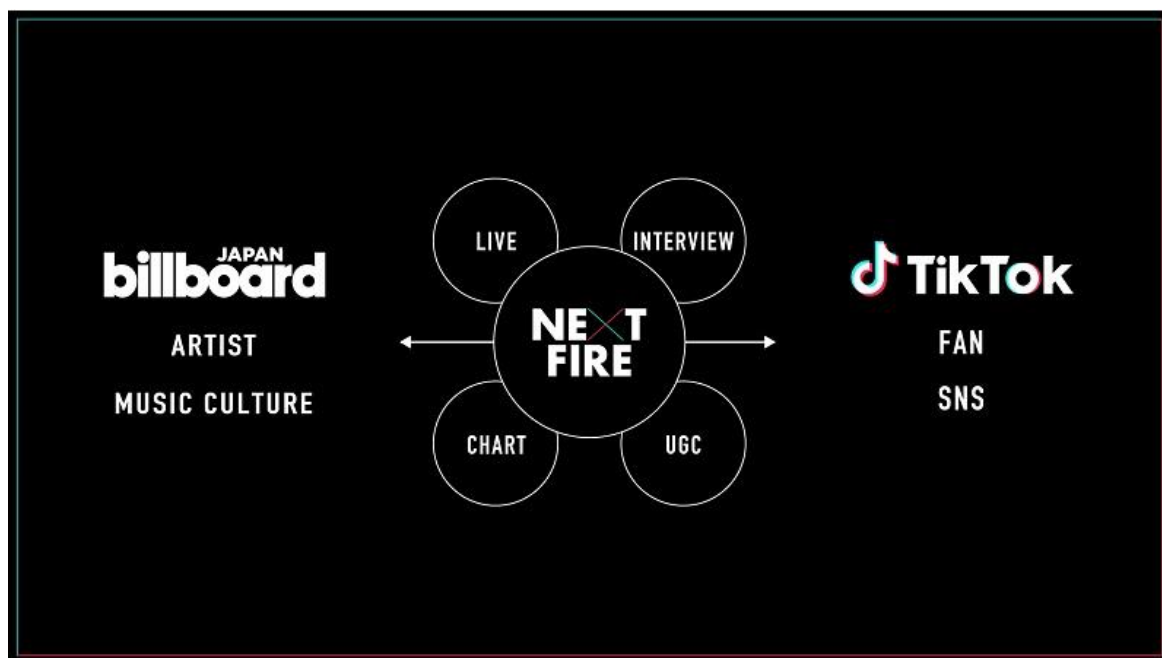 JAPAN
billboard
ARTIST
MUSIC CULTURE
LIVE
INTERVIEW
NEXT
FIRE
CHART
UGC
TikTok
FAN
SNS